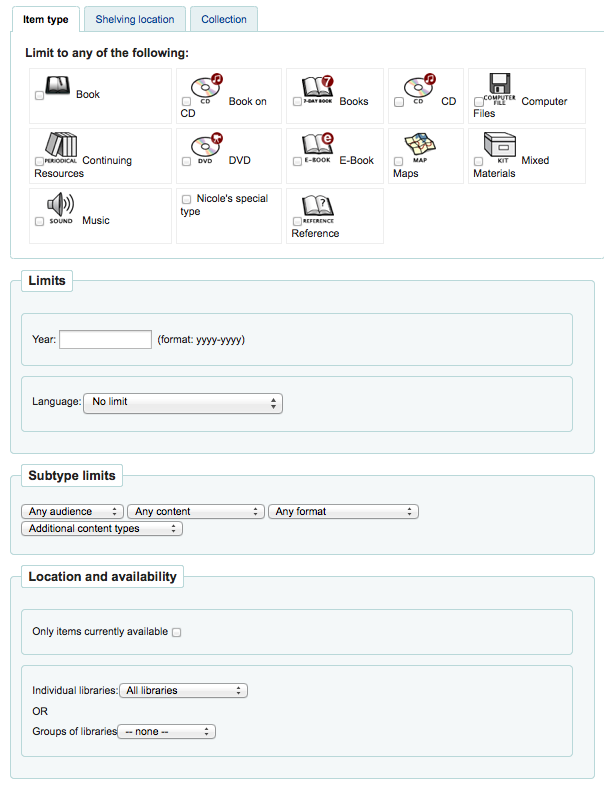 Item type Shelving location Collection
Limit to any of the following:
Book
CD Book on
CD
7
7-DAY BOOK Books
CD CD
COMPUTER
FILE Computer
Files
PERIODICAL Continuing
Resources
DVD DVD
e
E-BOOK E-Book
MAP
Maps
KIT Mixed
Materials
SOUND Music
Nicole's special
type
?
REFERENCE
Reference
Limits
Year: (format: yyyy-yyyy)
Language: No limit
Subtype limits
Any audience Any content Any format
Additional content types
Location and availability
Only items currently available
Individual libraries: All libraries
OR
Groups of libraries -- none --